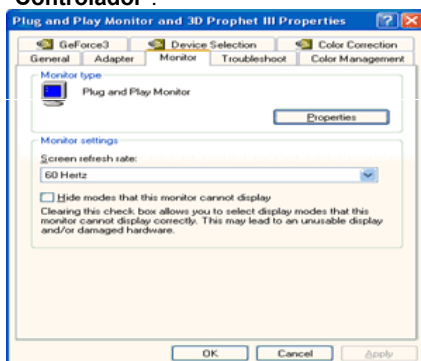 Controlador".
Plug and Play Monitor and 3D Prophet III Properties
GeForce3 Device Selection Color Correction
General Adapter Monitor Troubleshoot Color Management
Monitor type
Plug and Play Monitor
Properties
Monitor settings
Screen refresh rate:
60 Hertz
Hide modes that this monitor cannot display
Clearing this check box allows you to select display modes that this
monitor cannot display correctly. This may lead to an unusable display
and/or damaged hardware.
OK Cancel Apply